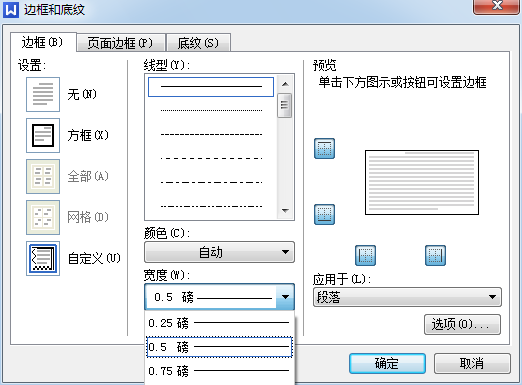 边框和底纹
边框(B)
页面边框(P)
底纹(S)
设置:
无(N)
方框(X)
全部(A)
网格(D)
自定义(U)
线型(Y):
颜色(C):
自动
宽度(W):
0.5 磅
0.25 磅
0.5 磅
0.75 磅
预览
单击下方图示或按钮可设置边框
应用于(L):
段落
选项(O)...
确定
取消